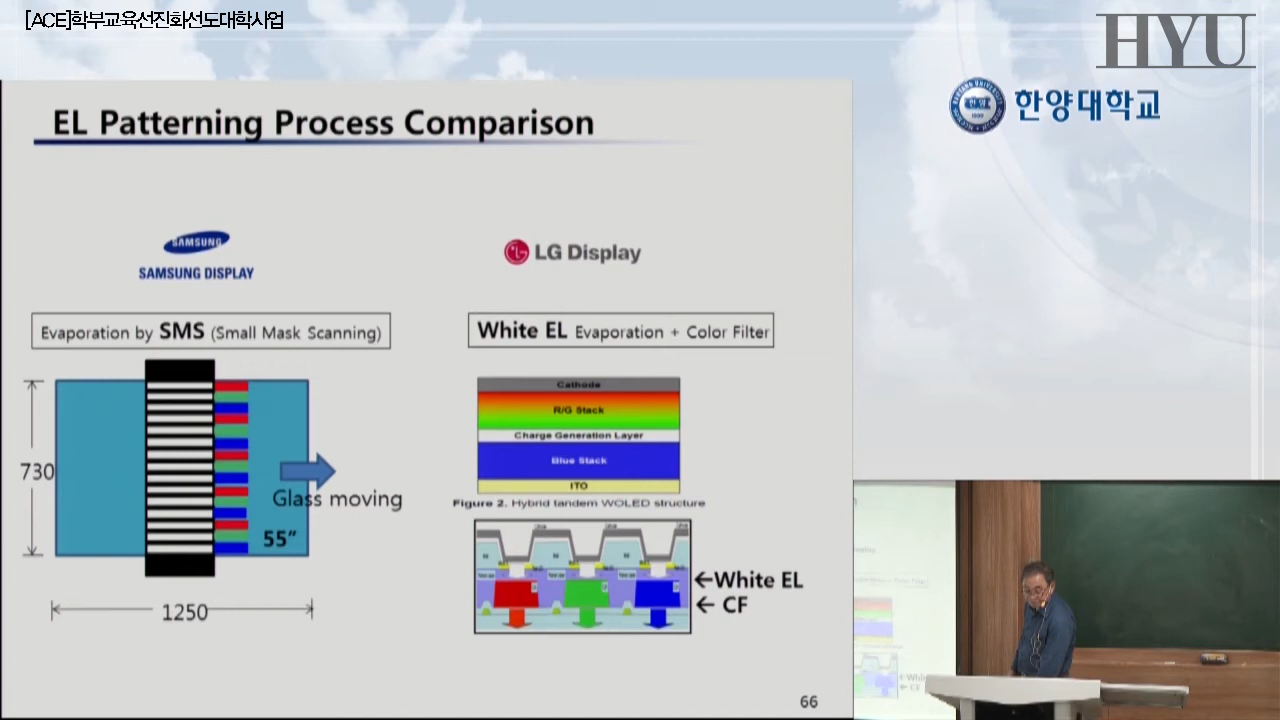 [ACE]학부교육선진화선도대학사업
HYU
한양대학교
EL Patterning Process Comparison
SAMSUNG
SAMSUNG DISPLAY
LG Display
Evaporation by SMS (Small Mask Scanning)
White EL Evaporation + Color Filter
730
Glass moving
55"
1250
Cathode
R/G Stack
Charge Generation Layer
Blue Stack
ITO
Figure 2. Hybrid tandem WOLED structure
←White EL
← CF
66